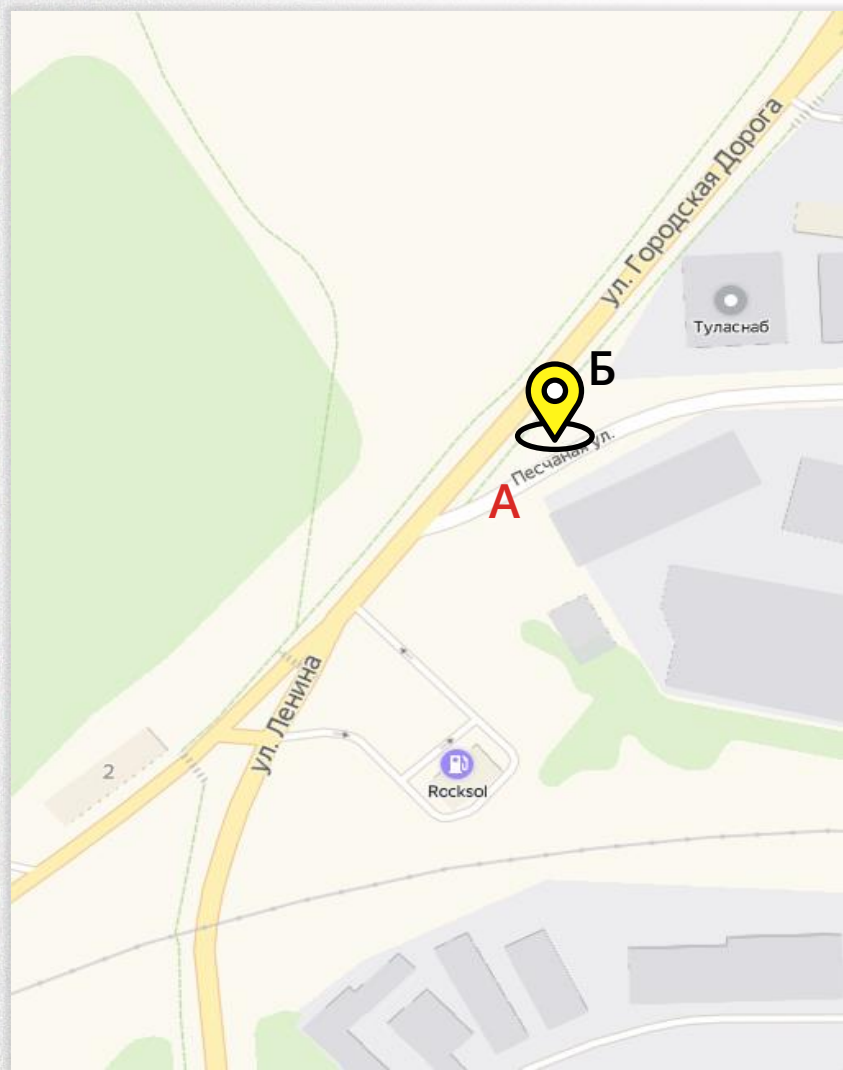 ул. Городская Дорога
Туласнаб
Б
Песчаная ул.
А
ул. Ленина
2
Rocksol